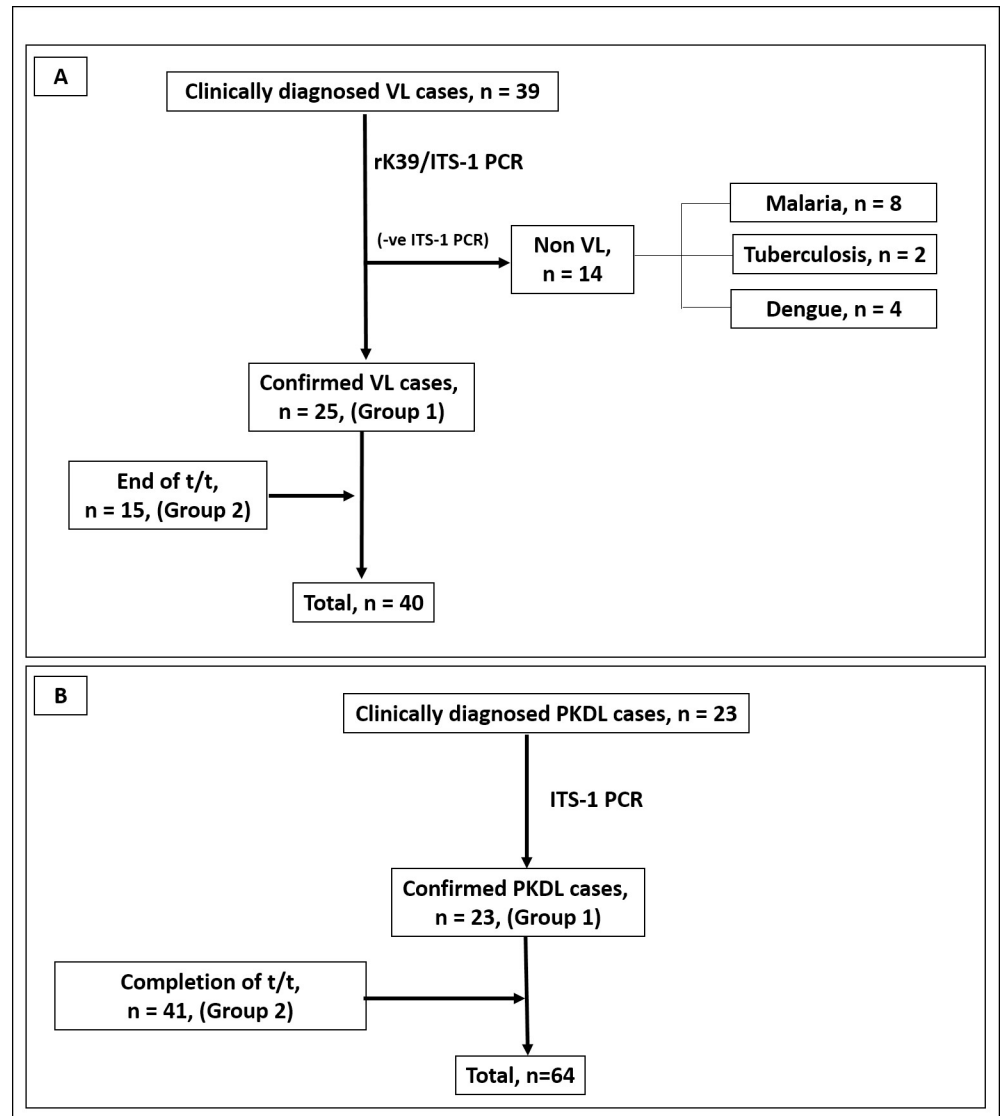 A
Clinically diagnosed VL cases, n = 39
rK39/ITS-1 PCR
(-ve ITS-1 PCR)
Non VL,
n = 14
Malaria, n = 8
Tuberculosis, n = 2
Dengue, n = 4
Confirmed VL cases,
n = 25, (Group 1)
End of t/t,
n = 15, (Group 2)
Total, n = 40
B
Clinically diagnosed PKDL cases, n = 23
ITS-1 PCR
Confirmed PKDL cases,
n = 23, (Group 1)
Completion of t/t,
n = 41, (Group 2)
Total, n=64